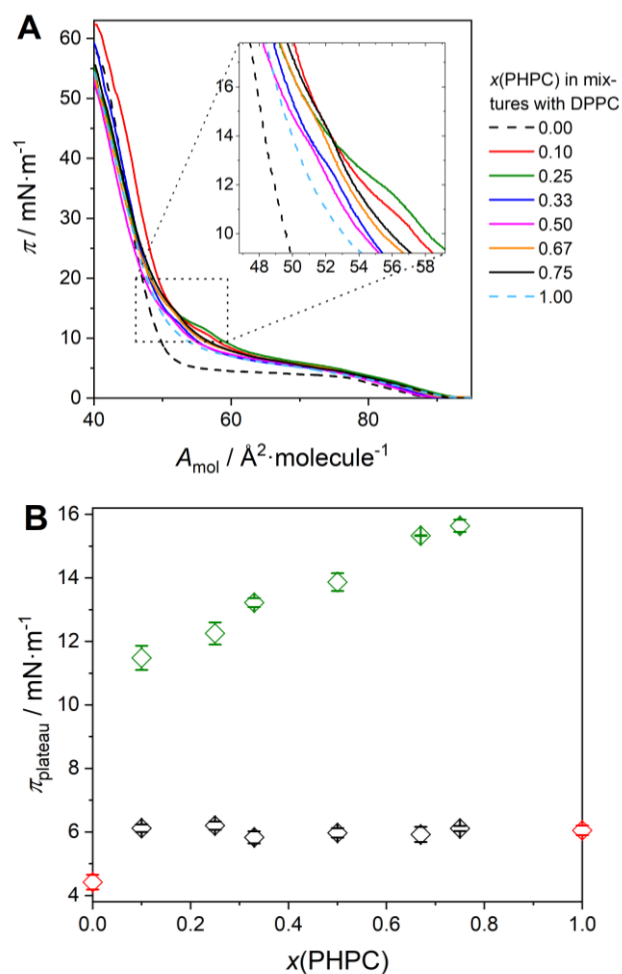 A
60
50
40
30
20
10
0
π / mN·m⁻¹
40
60
80
A_mol / Å²·molecule⁻¹
16
14
12
10
48 50 52 54 56 58
x(PHPC) in mix-
tures with DPPC
0.00
0.10
0.25
0.33
0.50
0.67
0.75
1.00
B
16
14
12
10
8
6
4
π_plateau / mN·m⁻¹
0.0 0.2 0.4 0.6 0.8 1.0
x(PHPC)